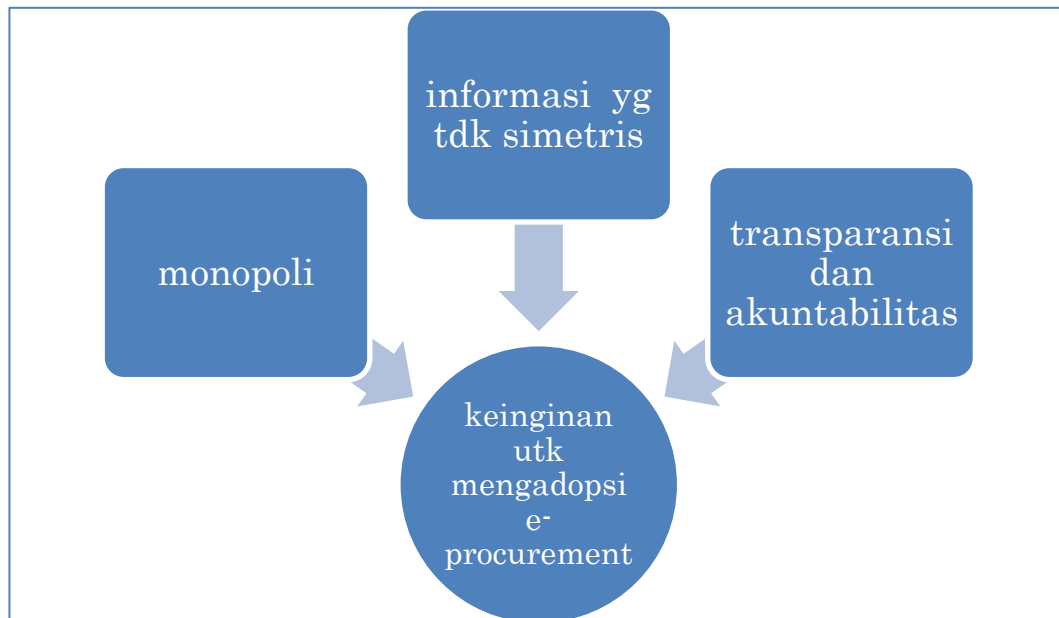 informasi yg
tdk simetris
monopoli
transparansi
dan
akuntabilitas
keinginan
utk
mengadopsi
e-
procurement